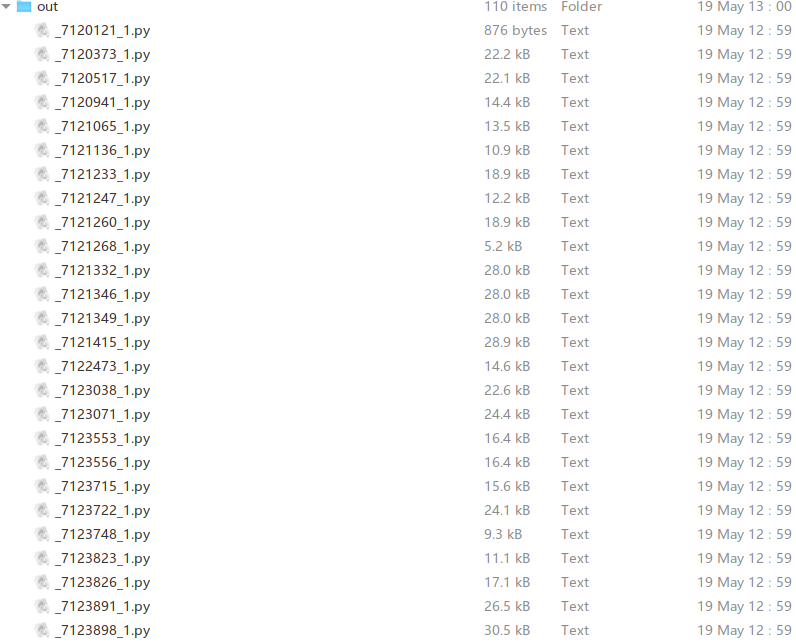 out 110 items Folder 19 May 13 : 00
_7120121_1.py 876 bytes Text 19 May 12 : 59
_7120373_1.py 22.2 kB Text 19 May 12 : 59
_7120517_1.py 22.1 kB Text 19 May 12 : 59
_7120941_1.py 14.4 kB Text 19 May 12 : 59
_7121065_1.py 13.5 kB Text 19 May 12 : 59
_7121136_1.py 10.9 kB Text 19 May 12 : 59
_7121233_1.py 18.9 kB Text 19 May 12 : 59
_7121247_1.py 12.2 kB Text 19 May 12 : 59
_7121260_1.py 18.9 kB Text 19 May 12 : 59
_7121268_1.py 5.2 kB Text 19 May 12 : 59
_7121332_1.py 28.0 kB Text 19 May 12 : 59
_7121346_1.py 28.0 kB Text 19 May 12 : 59
_7121349_1.py 28.0 kB Text 19 May 12 : 59
_7121415_1.py 28.9 kB Text 19 May 12 : 59
_7122473_1.py 14.6 kB Text 19 May 12 : 59
_7123038_1.py 22.6 kB Text 19 May 12 : 59
_7123071_1.py 24.4 kB Text 19 May 12 : 59
_7123553_1.py 16.4 kB Text 19 May 12 : 59
_7123556_1.py 16.4 kB Text 19 May 12 : 59
_7123715_1.py 15.6 kB Text 19 May 12 : 59
_7123722_1.py 24.1 kB Text 19 May 12 : 59
_7123748_1.py 9.3 kB Text 19 May 12 : 59
_7123823_1.py 11.1 kB Text 19 May 12 : 59
_7123826_1.py 17.1 kB Text 19 May 12 : 59
_7123891_1.py 26.5 kB Text 19 May 12 : 59
_7123898_1.py 30.5 kB Text 19 May 12 : 59